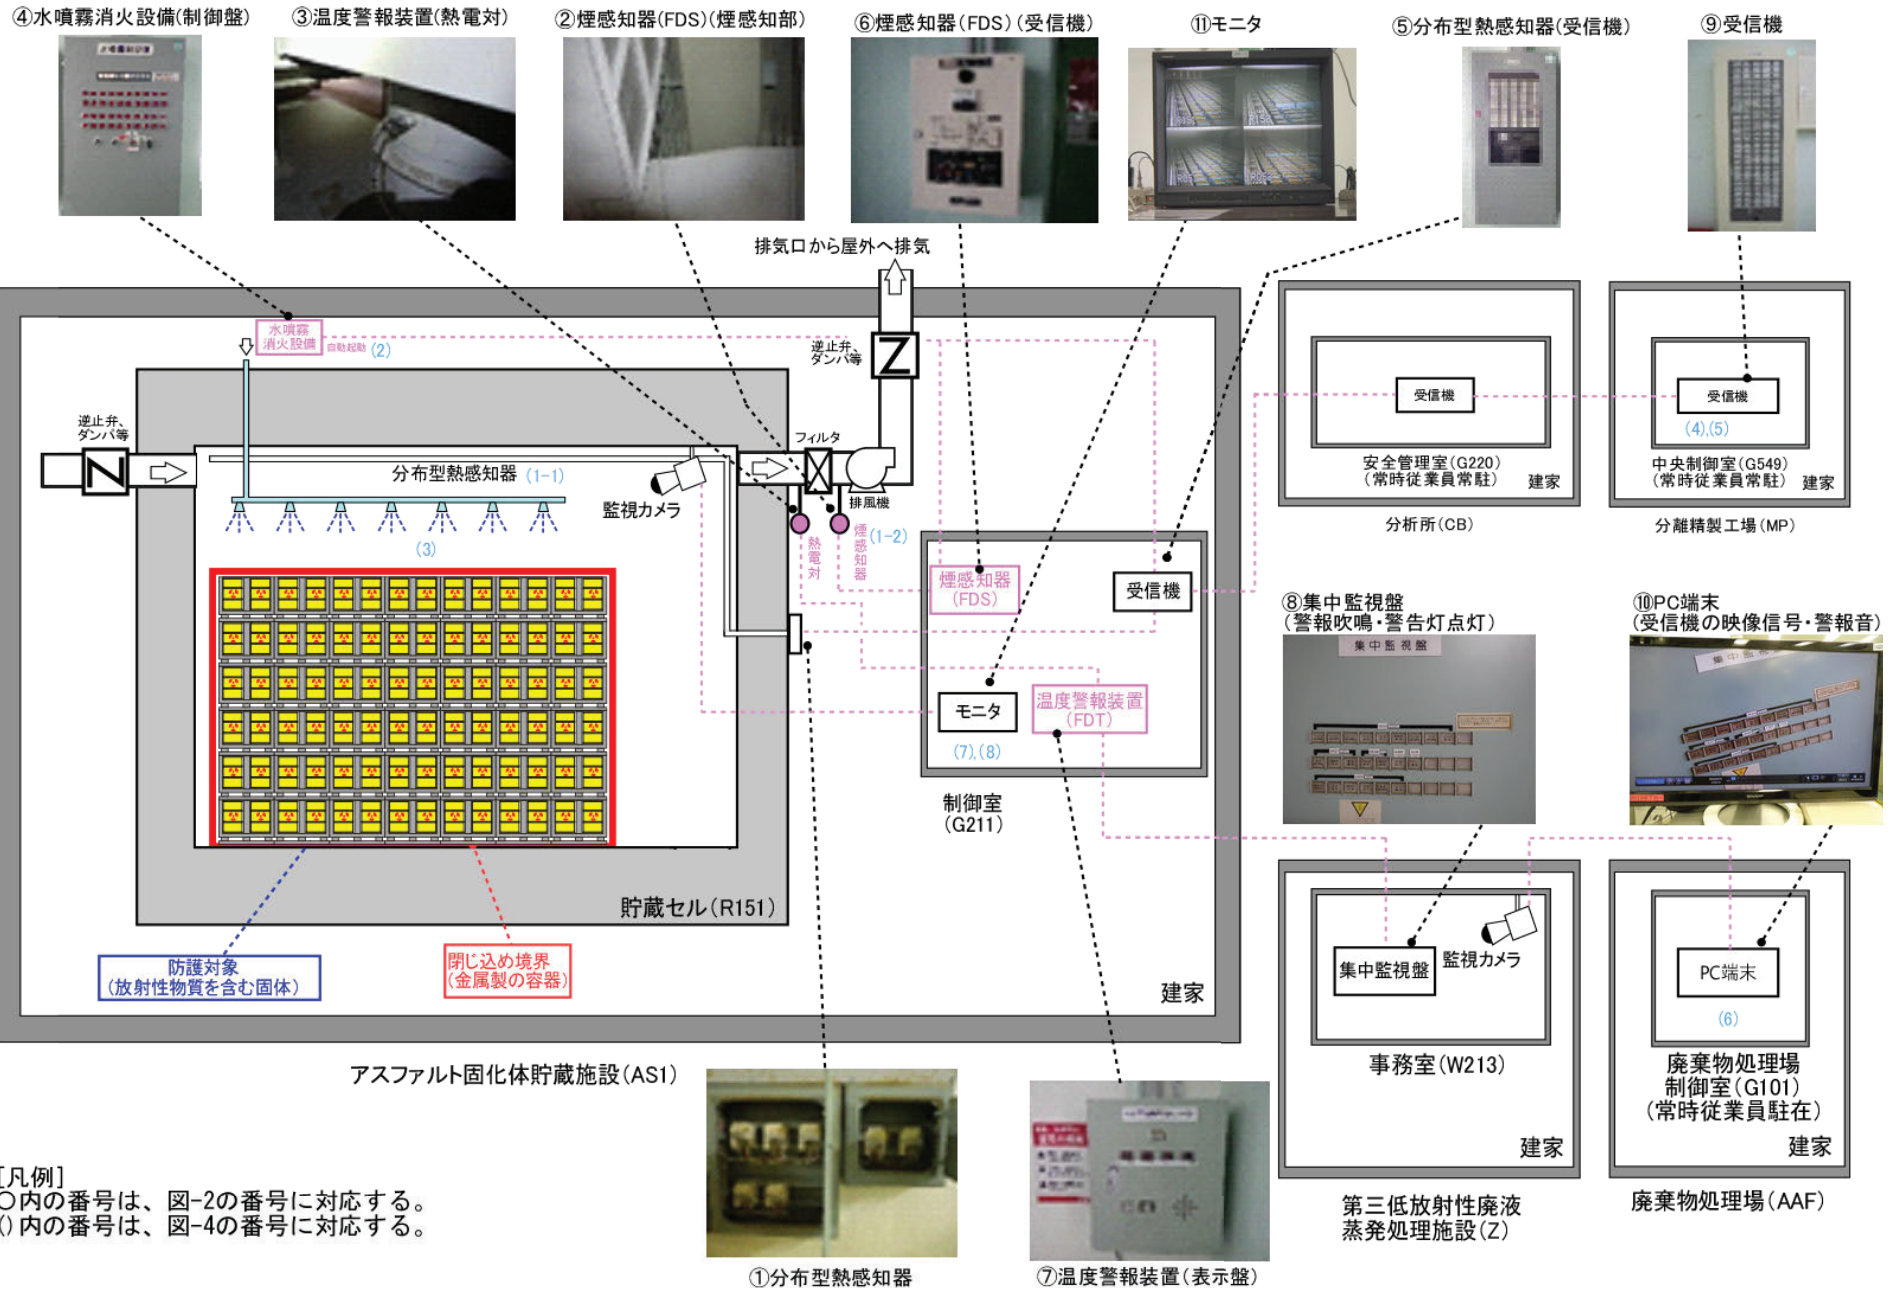 ④水噴霧消火設備(制御盤)
③温度警報装置(熱電対)
②煙感知器(FDS)(煙感知部)
⑥煙感知器(FDS)(受信機)
⑪モニタ
⑤分布型熱感知器(受信機)
⑨受信機
排気口から屋外へ排気
水噴霧
消火設備
自動起動
(2)
逆止弁、
ダンパ等
逆止弁、
ダンパ等
フィルタ
排風機
分布型熱感知器 (1-1)
監視カメラ
(3)
熱電対
煙感知器
(1-2)
煙感知器
(FDS)
受信機
モニタ
(7),(8)
温度警報装置
(FDT)
制御室
(G211)
貯蔵セル(R151)
防護対象
(放射性物質を含む固体)
閉じ込め境界
(金属製の容器)
建家
アスファルト固化体貯蔵施設(AS1)
受信機
安全管理室(G220)
(常時従業員常駐)
建家
分析所(CB)
受信機
(4),(5)
中央制御室(G549)
(常時従業員常駐)
建家
分離精製工場(MP)
⑧集中監視盤
(警報吹鳴・警告灯点灯)
集中監視盤
⑩PC端末
(受信機の映像信号・警報音)
集中監視盤
集中監視盤
監視カメラ
事務室(W213)
建家
第三低放射性廃液
蒸発処理施設(Z)
PC端末
(6)
廃棄物処理場
制御室(G101)
(常時従業員駐在)
建家
廃棄物処理場(AAF)
[凡例]
○内の番号は、図-2の番号に対応する。
()内の番号は、図-4の番号に対応する。
①分布型熱感知器
⑦温度警報装置(表示盤)